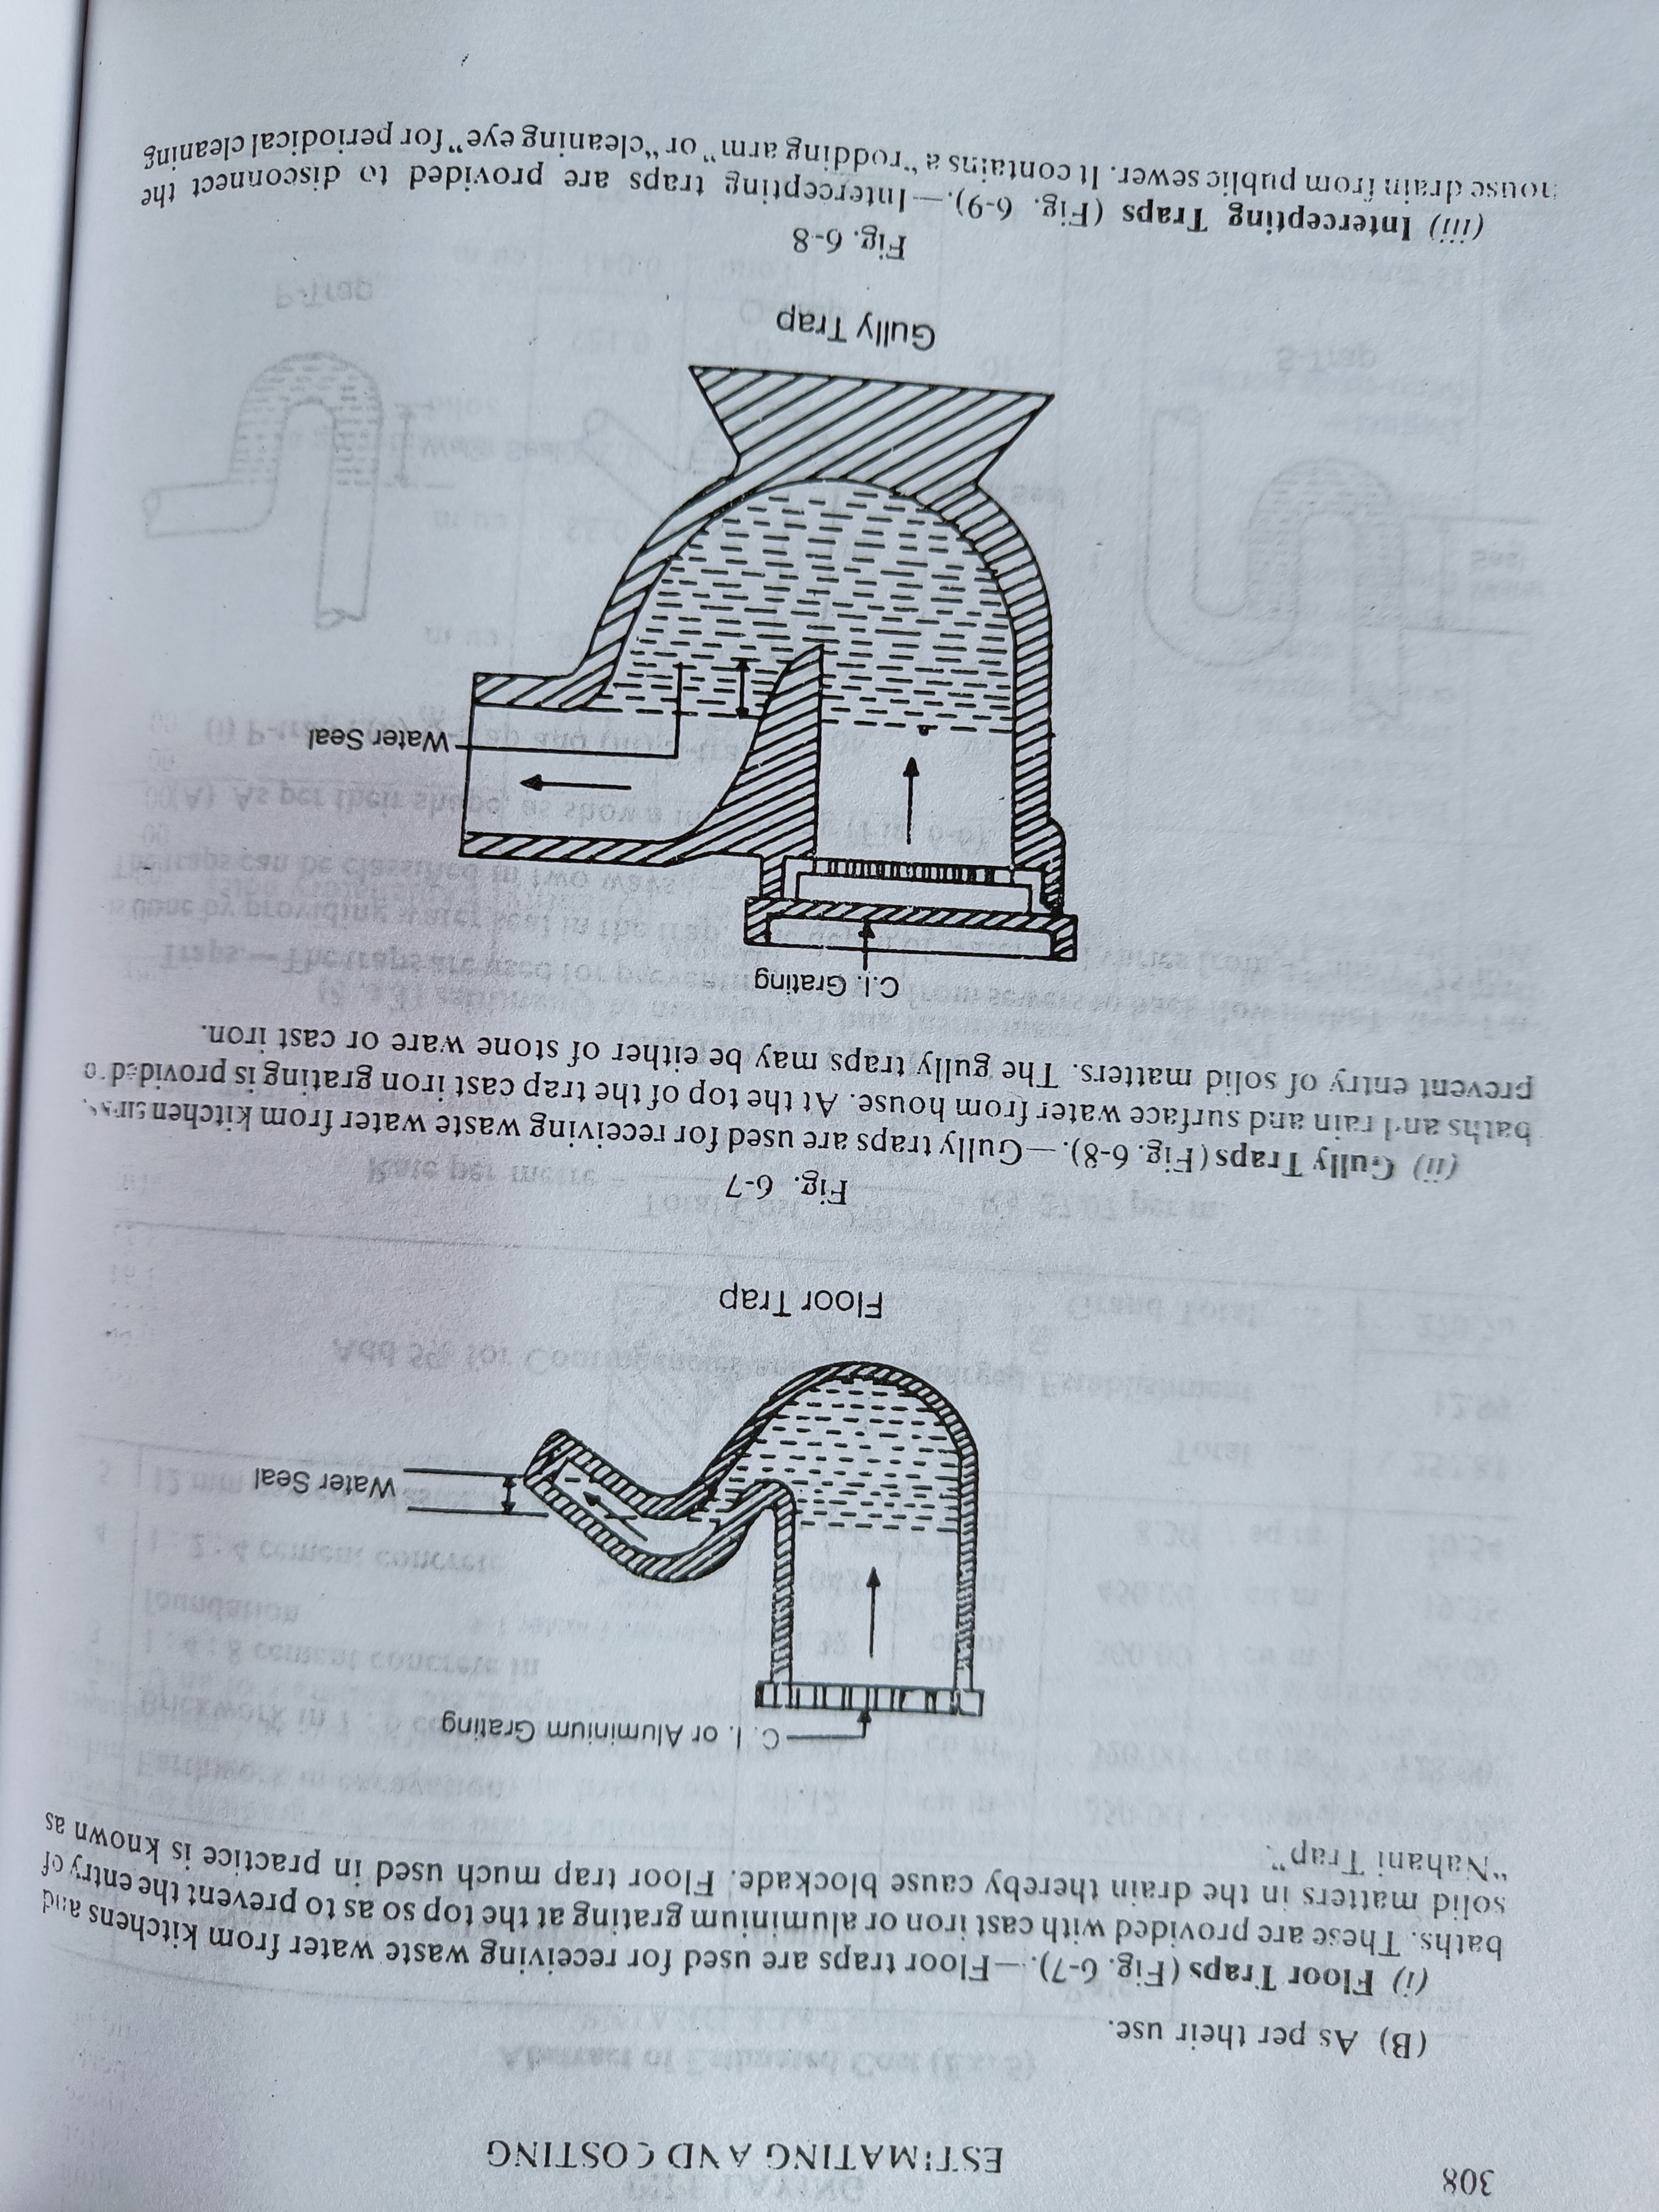 308
ESTIMATING AND COSTING
(B) As per their use.
(i) Floor Traps (Fig. 6-7).—Floor traps are used for receiving waste water from kitchens and
baths. These are provided with cast iron or aluminium grating at the top so as to prevent the entry of
solid matters in the drain thereby cause blockade. Floor trap much used in practice is known as
"Nahani Trap".
C. I. or Aluminium Grating
Water Seal
Floor Trap
Fig. 6-7
(ii) Gully Traps (Fig. 6-8).—Gully traps are used for receiving waste water from kitchen sinks,
baths and rain and surface water from house. At the top of the trap cast iron grating is provided to
prevent entry of solid matters. The gully traps may be either of stone ware or cast iron.
C.I. Grating
Water Seal
Gully Trap
Fig. 6-8
(iii) Intercepting Traps (Fig. 6-9).—Intercepting traps are provided to disconnect the
house drain from public sewer. It contains a "rodding arm" or "cleaning eye" for periodical cleaning